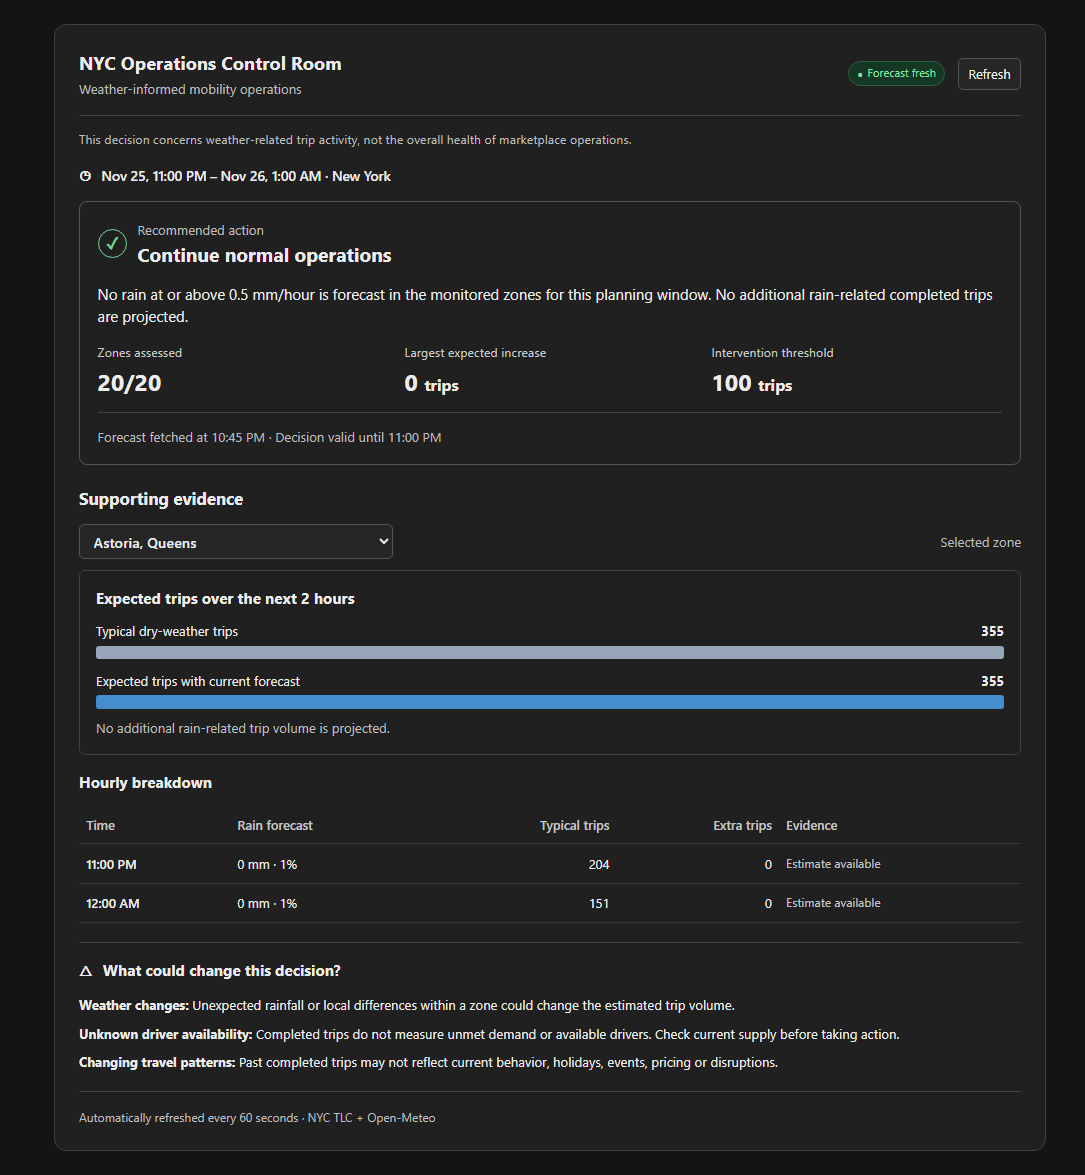 NYC Operations Control Room
Weather-informed mobility operations
● Forecast fresh
Refresh
This decision concerns weather-related trip activity, not the overall health of marketplace operations.
Nov 25, 11:00 PM – Nov 26, 1:00 AM · New York
Recommended action
Continue normal operations
No rain at or above 0.5 mm/hour is forecast in the monitored zones for this planning window. No additional rain-related completed trips
are projected.
Zones assessed
20/20
Largest expected increase
0 trips
Intervention threshold
100 trips
Forecast fetched at 10:45 PM · Decision valid until 11:00 PM
Supporting evidence
Astoria, Queens
Selected zone
Expected trips over the next 2 hours
Typical dry-weather trips 355
Expected trips with current forecast 355
No additional rain-related trip volume is projected.
Hourly breakdown
Time Rain forecast Typical trips Extra trips Evidence
11:00 PM 0 mm · 1% 204 0 Estimate available
12:00 AM 0 mm · 1% 151 0 Estimate available
What could change this decision?
Weather changes: Unexpected rainfall or local differences within a zone could change the estimated trip volume.
Unknown driver availability: Completed trips do not measure unmet demand or available drivers. Check current supply before taking action.
Changing travel patterns: Past completed trips may not reflect current behavior, holidays, events, pricing or disruptions.
Automatically refreshed every 60 seconds · NYC TLC + Open-Meteo